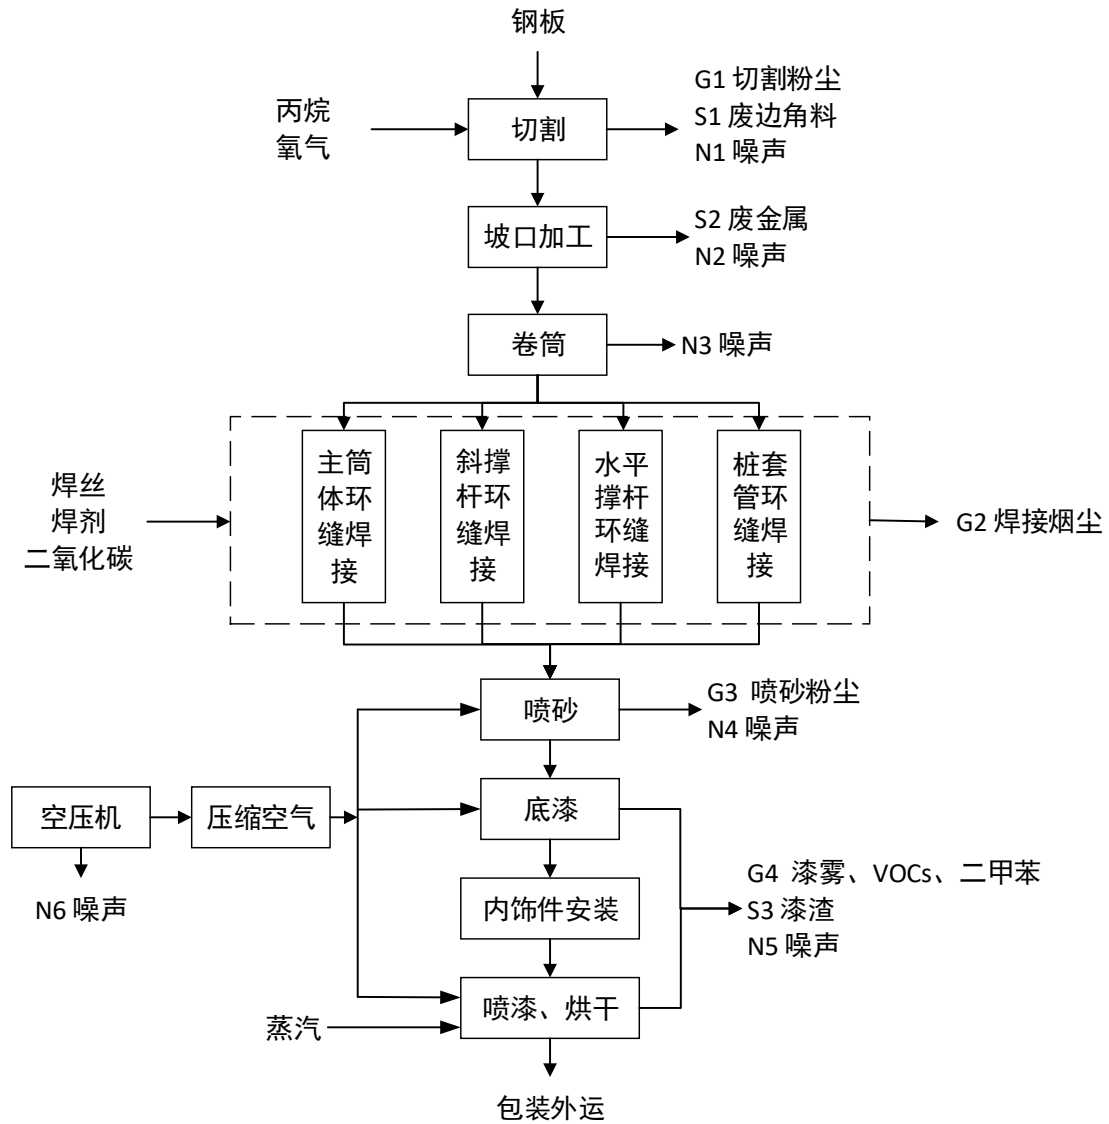 钢板
丙烷
氧气
切割
G1 切割粉尘
S1 废边角料
N1 噪声
坡口加工
S2 废金属
N2 噪声
卷筒
N3 噪声
焊丝
焊剂
二氧化碳
主筒
体环
缝焊
接
斜撑
杆环
缝焊
接
水平
撑杆
环缝
焊接
桩套
管环
缝焊
接
G2 焊接烟尘
喷砂
G3 喷砂粉尘
N4 噪声
空压机
压缩空气
底漆
N6 噪声
内饰件安装
G4 漆雾、VOCs、二甲苯
S3 漆渣
N5 噪声
喷漆、烘干
蒸汽
包装外运